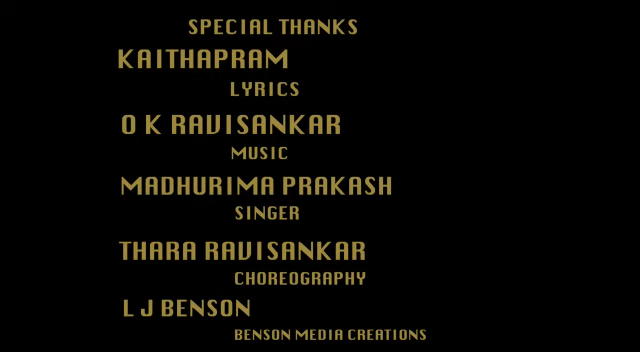 SPECIAL THANKS
KAITHAPRAM
LYRICS
O K RAVISANKAR
MUSIC
MADHURIMA PRAKASH
SINGER
THARA RAVISANKAR
CHOREOGRAPHY
L J BENSON
BENSON MEDIA CREATIONS